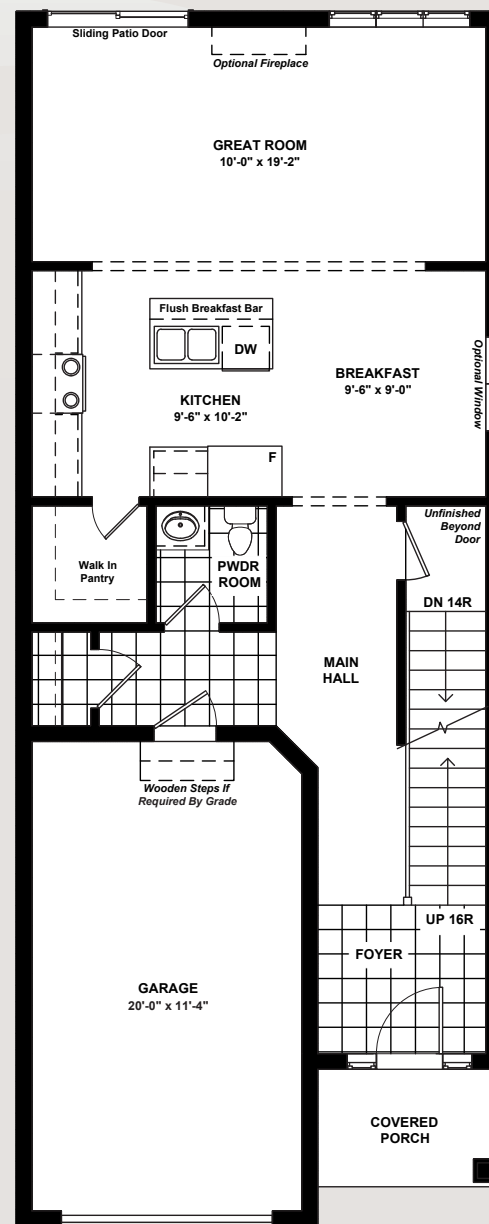 Sliding Patio Door
Optional Fireplace
GREAT ROOM
10'-0" x 19'-2"
Flush Breakfast Bar
DW
BREAKFAST
9'-6" x 9'-0"
Optional Window
KITCHEN
9'-6" x 10'-2"
F
Unfinished
Beyond
Door
Walk In
Pantry
PWDR
ROOM
DN 14R
MAIN
HALL
Wooden Steps If
Required By Grade
UP 16R
FOYER
GARAGE
20'-0" x 11'-4"
COVERED
PORCH